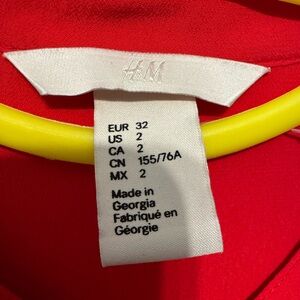 H&M
EUR 32
US 2
CA 2
CN 155/76A
MX 2
Made in
Georgia
Fabriqué en
Géorgie